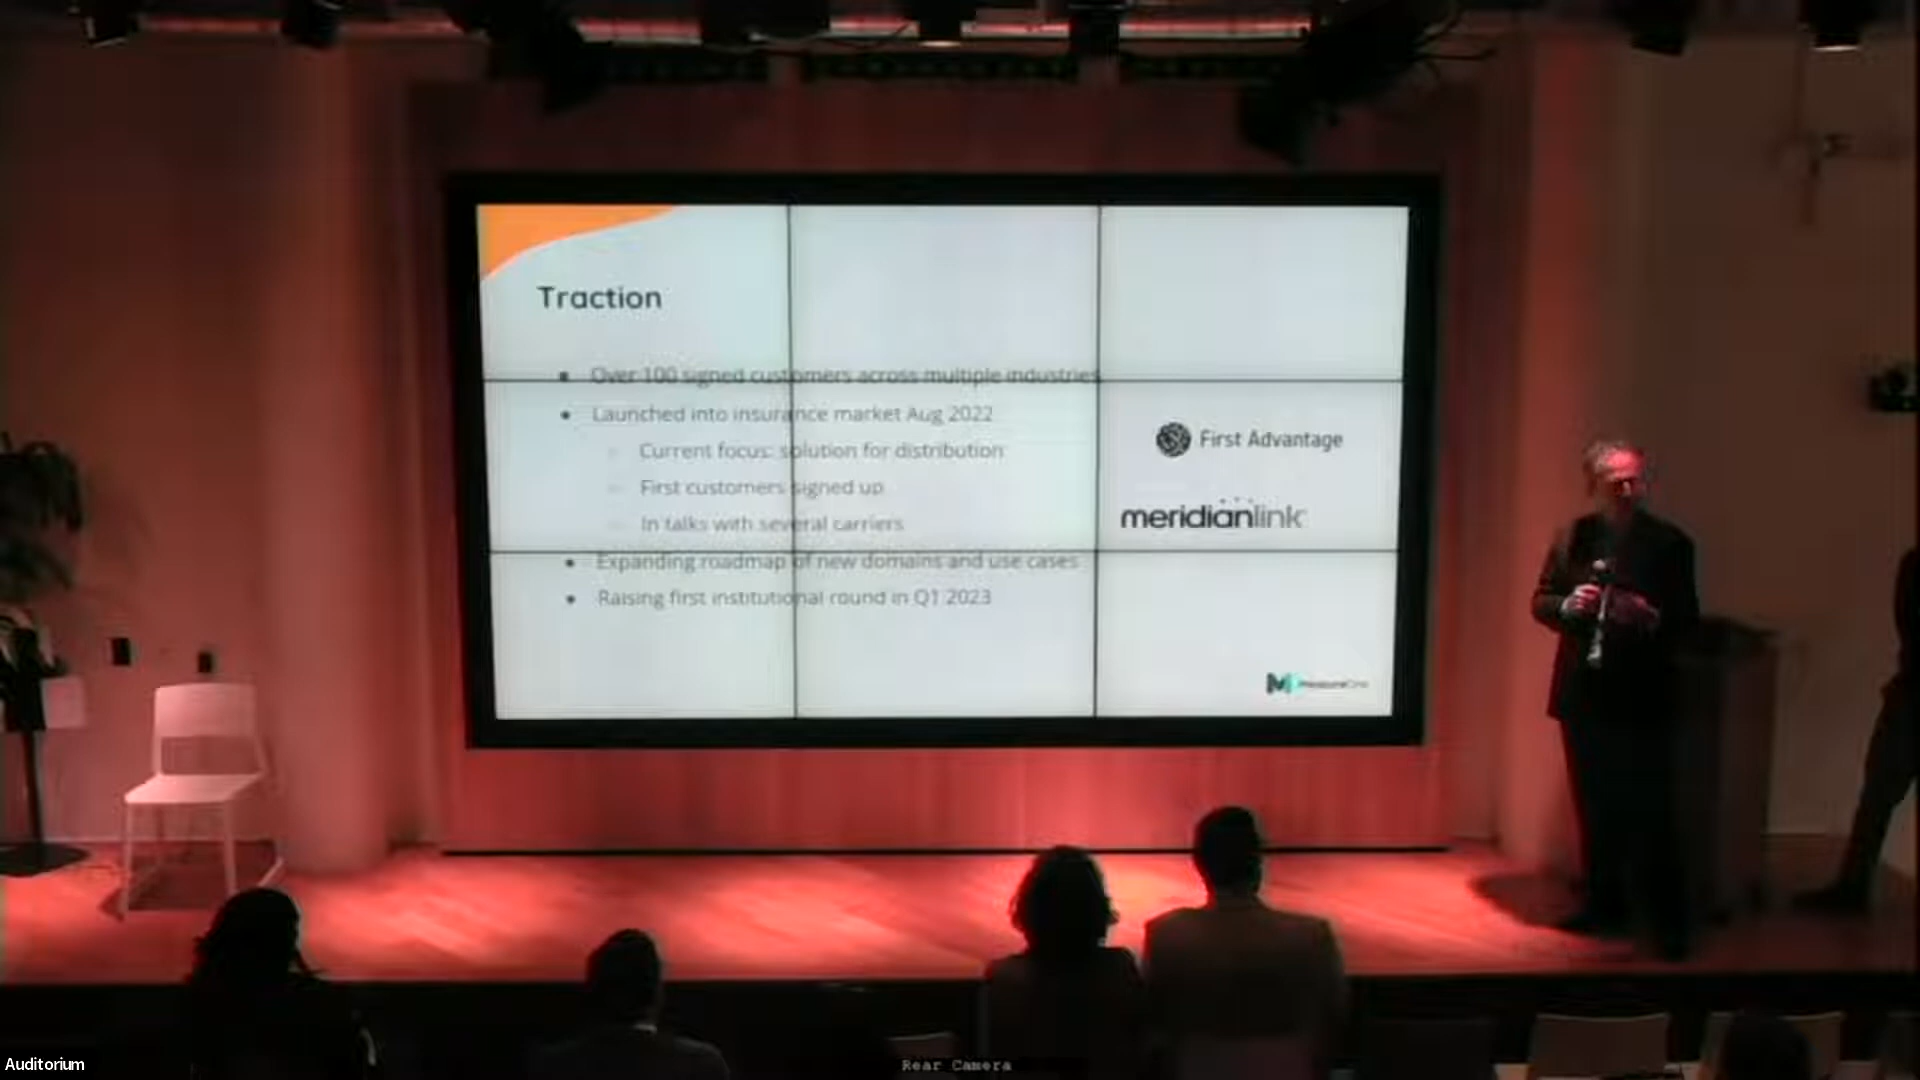 Traction
Over 100 signed customers across multiple industries
Launched into insurance market Aug 2022
Current focus: solution for distribution
First customers signed up
In talks with several carriers
Expanding roadmap of new domains and use cases
Raising first institutional round in Q1 2023
First Advantage
meridianlink
MeasureOne
Auditorium
Rear Camera